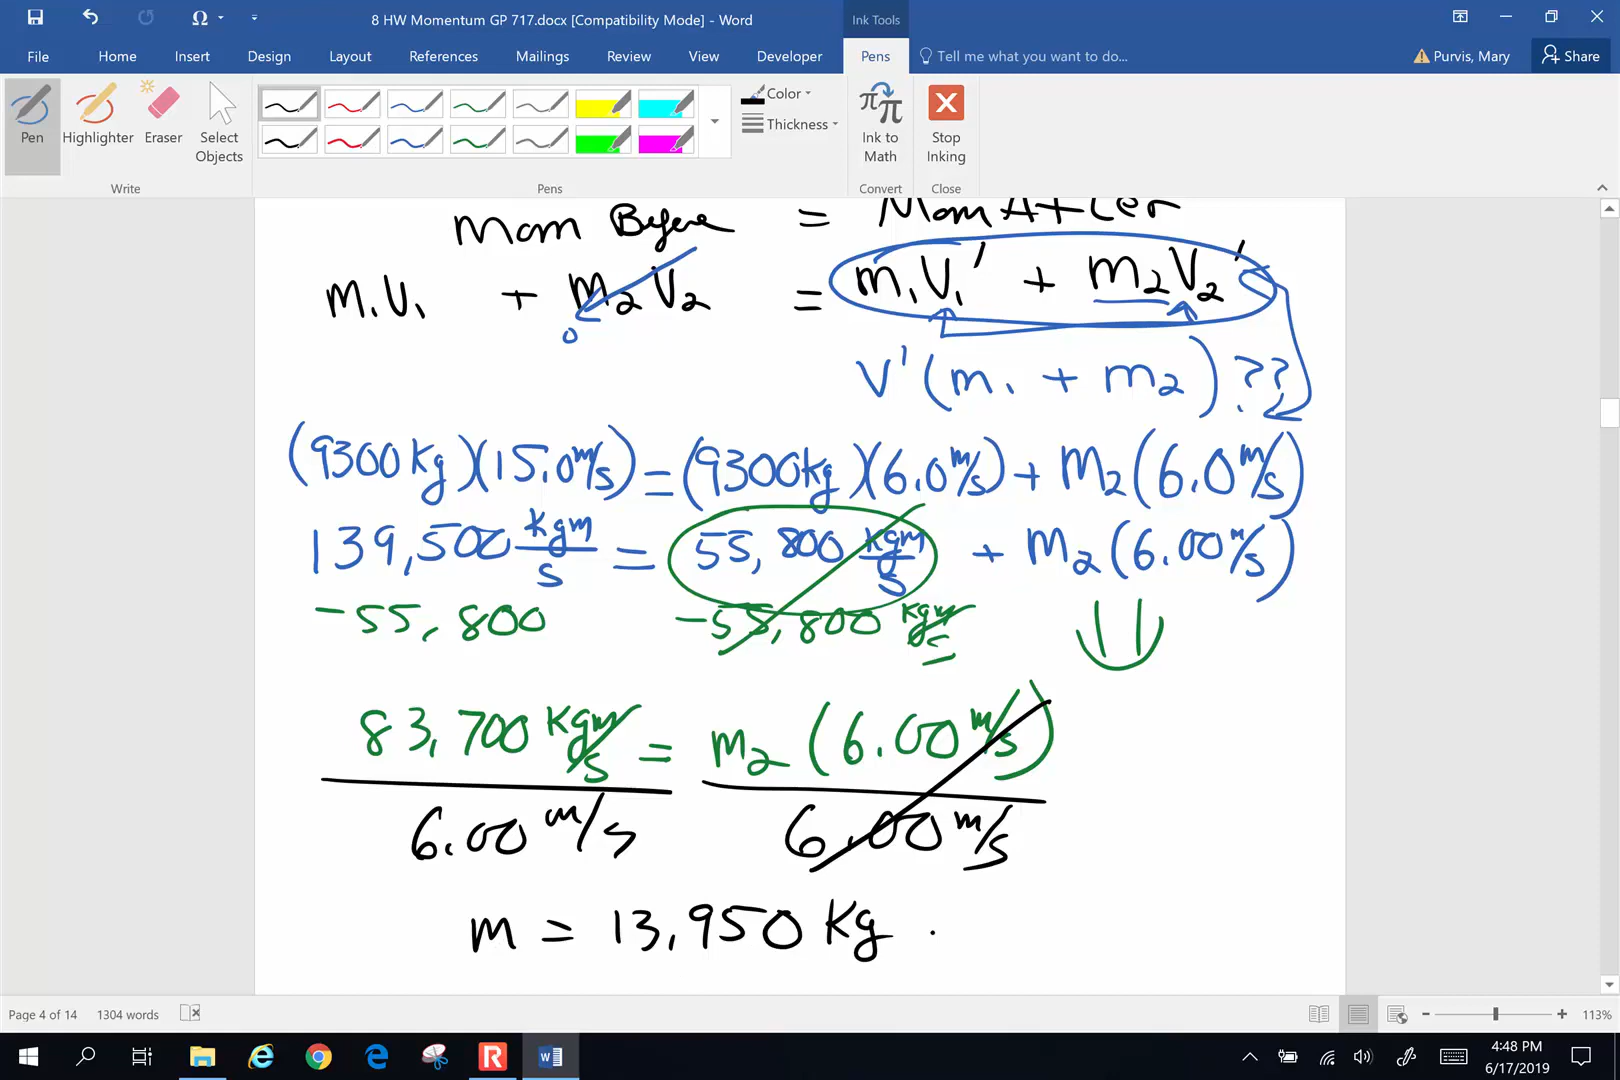 8 HW Momentum GP 717.docx [Compatibility Mode] - Word
Ink Tools
File Home Insert Design Layout References Mailings Review View Developer Pens Tell me what you want to do... Purvis, Mary Share
Pen Highlighter Eraser Select Objects
Color
Thickness
Ink to Math
Stop Inking
Write Pens Convert Close
Mom Before = Mom After
m₁V₁ + m₂V₂ = m₁V₁' + m₂V₂'
0
V'(m₁ + m₂) ??
(9300 Kg)(15.0 m/s) = (9300 kg)(6.0 m/s) + m₂(6.0 m/s)
139,500 kgm/s = 55,800 kgm/s + m₂(6.00 m/s)
-55,800 -55,800 kgm/s
83,700 kgm/s = m₂(6.00 m/s)
6.00 m/s 6.00 m/s
m = 13,950 Kg .
Page 4 of 14 1304 words 113%
4:48 PM
6/17/2019